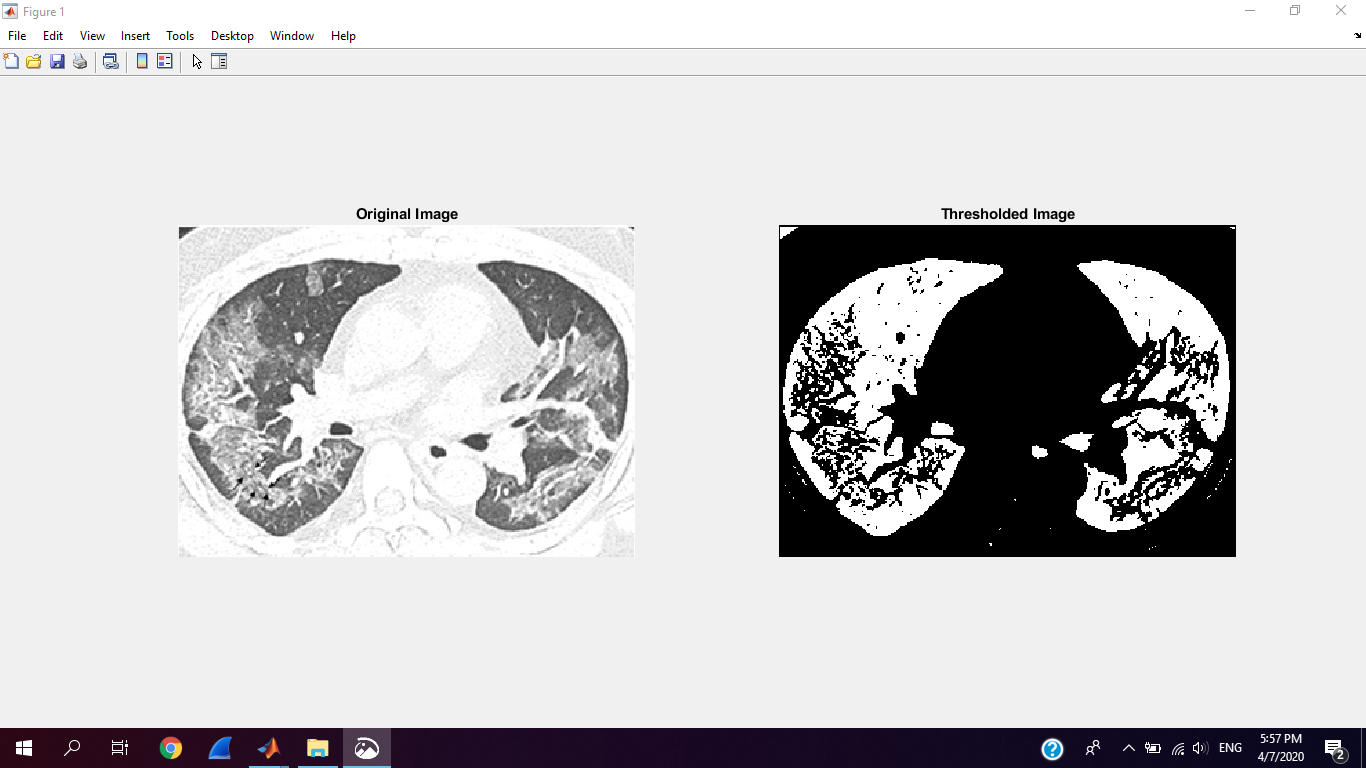 Figure 1
File Edit View Insert Tools Desktop Window Help
Original Image
Thresholded Image
ENG
5:57 PM
4/7/2020
2